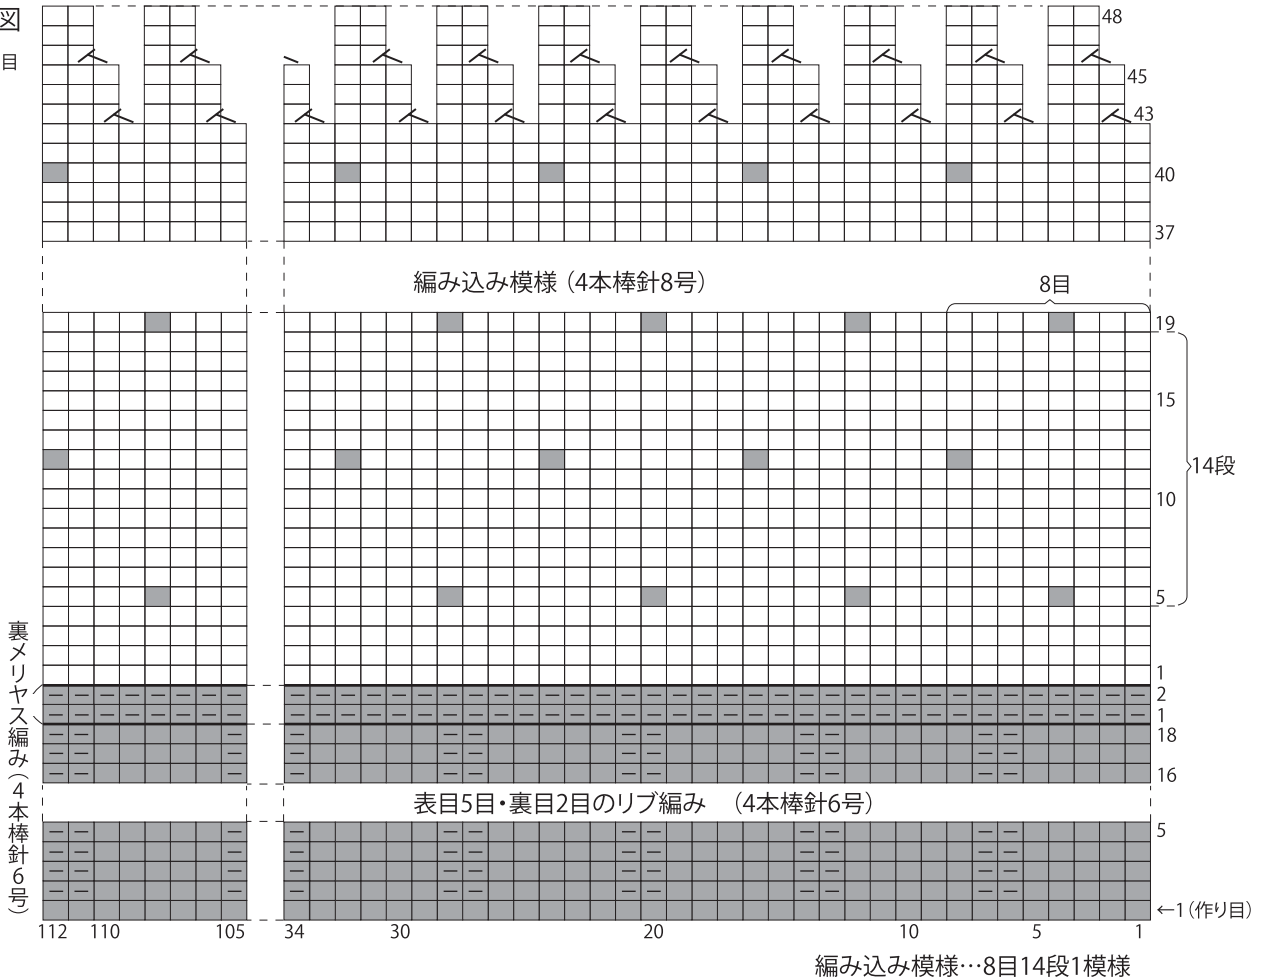 図
目
48
45
43
40
37
編み込み模様（4本棒針8号）
8目
19
15
14段
10
5
1
2
1
18
16
裏メリヤス編み（4本棒針6号）
表目5目・裏目2目のリブ編み　（4本棒針6号）
5
←1（作り目）
112 110 105 34 30 20 10 5 1
編み込み模様…8目14段1模様